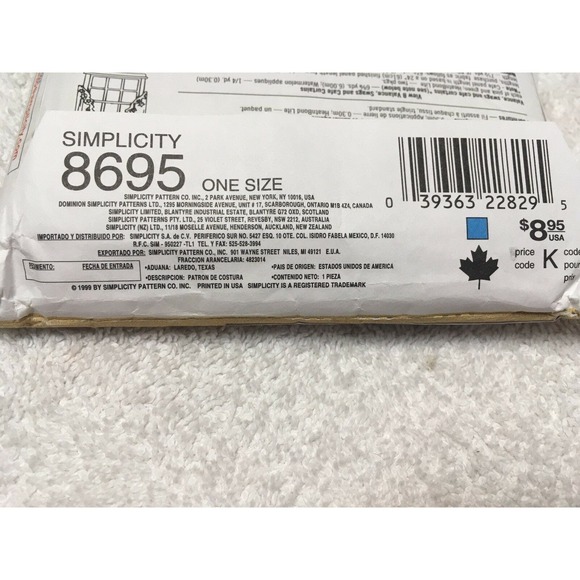 SIMPLICITY
8695 ONE SIZE
SIMPLICITY PATTERN CO. INC., 2 PARK AVENUE, NEW YORK, NY 10016, USA
DOMINION SIMPLICITY PATTERNS LTD., 1295 MORNINGSIDE AVENUE, UNIT # 17, SCARBOROUGH, ONTARIO M1B 4Z4, CANADA
SIMPLICITY LIMITED, BLANTYRE INDUSTRIAL ESTATE, BLANTYRE G72 OXD, SCOTLAND
SIMPLICITY PATTERNS PTY. LTD., 25 VIOLET STREET, REVESBY, NSW 2212, AUSTRALIA
SIMPLICITY (NZ) LTD., 11/18 MOSELLE AVENUE, HENDERSON, AUCKLAND, NEW ZEALAND
IMPORTADO Y DISTRIBUIDO POR: SIMPLICITY S.A. de C.V. PERIFERICO SUR NO. 5427 ESQ. 10 OTE. COL. ISIDRO FABELA MEXICO, D.F. 14030
R.F.C. SIM - 950227 -TL1 TEL. Y FAX: 525-528-3994
EXPORTADO POR: SIMPLICITY PATTERN CO., INC. 901 WAYNE STREET NILES, MI 49121 E.U.A.
FRACCION ARANCELARIA: 4823014
FECHA DE ENTRADA
•ADUANA: LAREDO, TEXAS
•DESCRIPCION: PATRON DE COSTURA
•PAIS DE ORIGEN: ESTADOS UNIDOS DE AMERICA
•CONTENIDO NETO: 1 PIEZA
© 1999 BY SIMPLICITY PATTERN CO. INC. PRINTED IN USA SIMPLICITY IS A REGISTERED TRADEMARK
0 39363 22829 5
$8.95
USA
price
code
K
code